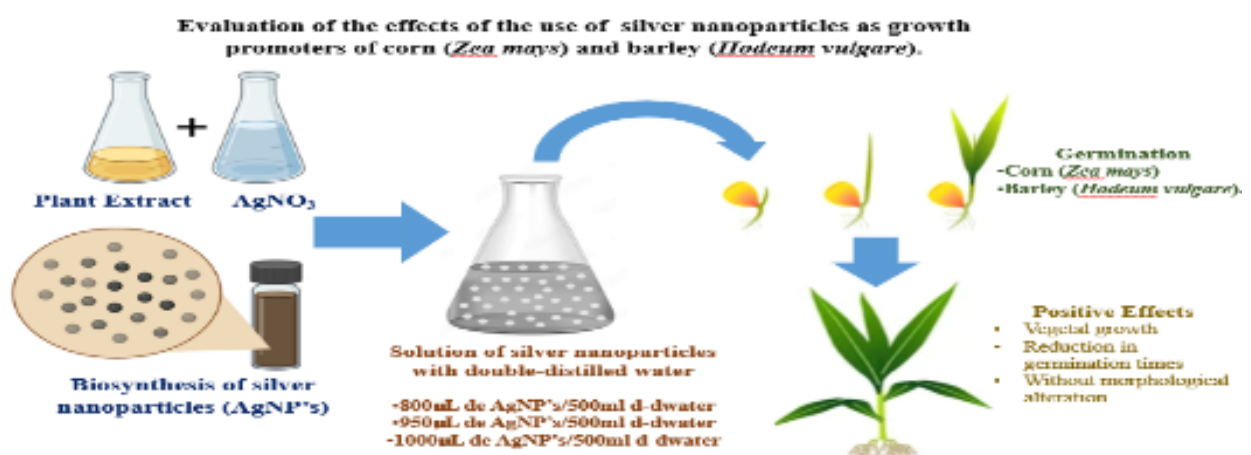 Evaluation of the effects of the use of silver nanoparticles as growth
promoters of corn (Zea mays) and barley (Hodeum vulgare).
+
Plant Extract
AgNO₃
Biosynthesis of silver
nanoparticles (AgNP's)
Solution of silver nanoparticles
with double-distilled water
•800µL de AgNP's/500ml d-dwater
•950µL de AgNP's/500ml d-dwater
-1000µL de AgNP's/500ml d-dwater
Germination
-Corn (Zea mays)
•Barley (Hodeum vulgare).
Positive Effects
• Vegetal growth
• Reduction in
germination times
• Without morphological
alteration